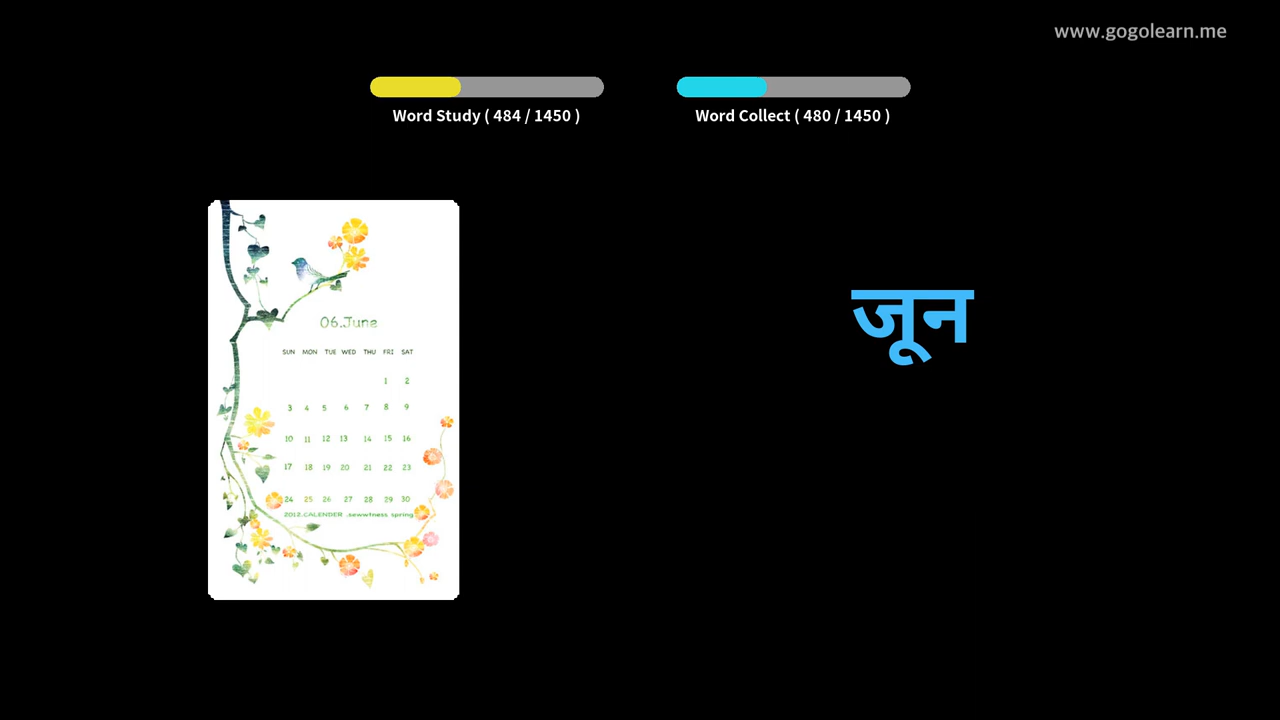 www.gogolearn.me
Word Study ( 484 / 1450 )
Word Collect ( 480 / 1450 )
06.June
SUN MON TUE WED THU FRI SAT
1 2
3 4 5 6 7 8 9
10 11 12 13 14 15 16
17 18 19 20 21 22 23
24 25 26 27 28 29 30
2012.CALENDER .sewwtness spring
जून